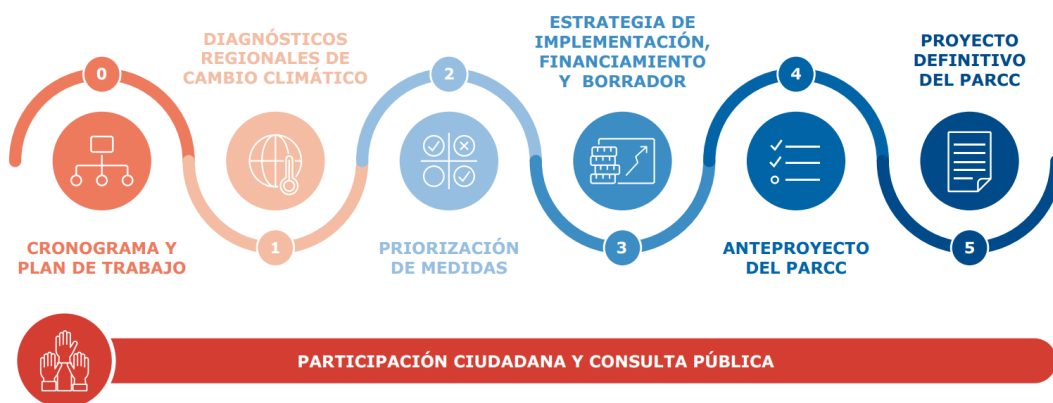 0
CRONOGRAMA Y
PLAN DE TRABAJO
DIAGNÓSTICOS
REGIONALES DE
CAMBIO CLIMÁTICO
1
2
PRIORIZACIÓN
DE MEDIDAS
ESTRATEGIA DE
IMPLEMENTACIÓN,
FINANCIAMIENTO
Y BORRADOR
3
4
ANTEPROYECTO
DEL PARCC
PROYECTO
DEFINITIVO
DEL PARCC
5
PARTICIPACIÓN CIUDADANA Y CONSULTA PÚBLICA